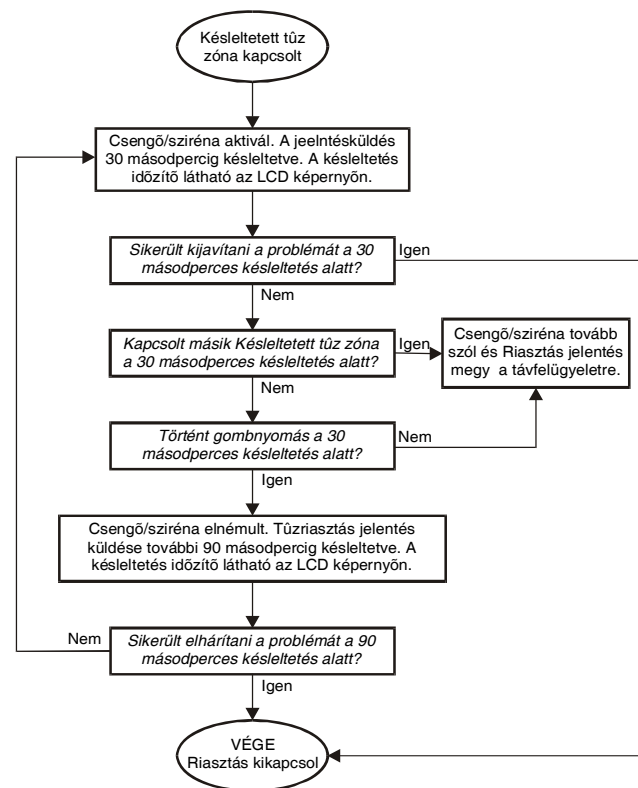 Késleltetett tûz
zóna kapcsolt
Csengõ/sziréna aktivál. A jeelntésküldés
30 másodpercig késleltetve. A késleltetés
idõzítõ látható az LCD képernyõn.
Sikerült kijavítani a problémát a 30
másodperces késleltetés alatt?
Igen
Nem
Kapcsolt másik Késleltetett tûz zóna
a 30 másodperces késleltetés alatt?
Igen
Csengõ/sziréna tovább
szól és Riasztás jelentés
megy a távfelügyeletre.
Nem
Történt gombnyomás a 30
másodperces késleltetés alatt?
Nem
Igen
Csengõ/sziréna elnémult. Tûzriasztás jelentés
küldése további 90 másodpercig késleltetve. A
késleltetés idõzítõ látható az LCD képernyõn.
Nem
Sikerült elhárítani a problémát a 90
másodperces késleltetés alatt?
Igen
VÉGE
Riasztás kikapcsol